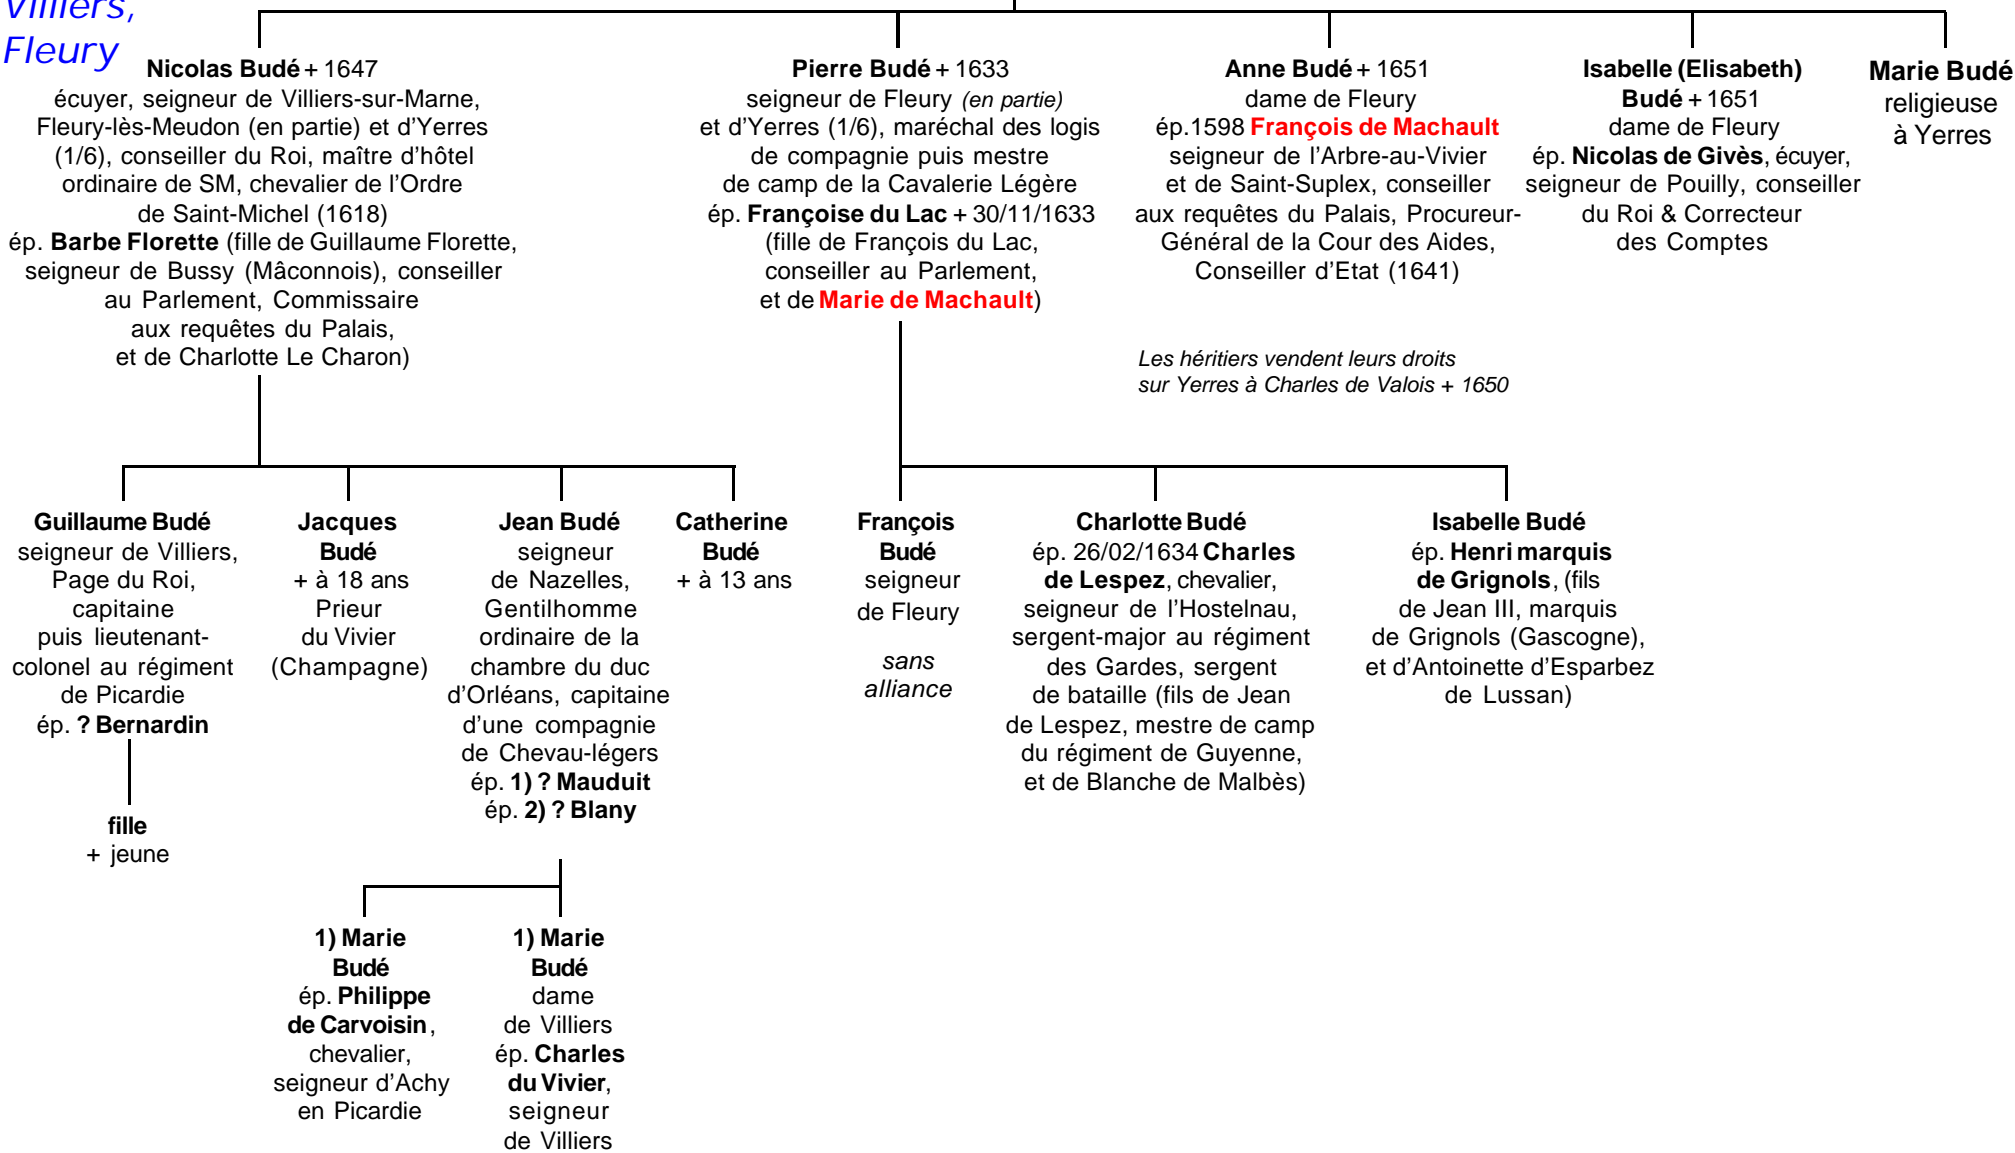 Villiers,
Fleury
Nicolas Budé + 1647
écuyer, seigneur de Villiers-sur-Marne,
Fleury-lès-Meudon (en partie) et d'Yerres
(1/6), conseiller du Roi, maître d'hôtel
ordinaire de SM, chevalier de l'Ordre
de Saint-Michel (1618)
ép. Barbe Florette (fille de Guillaume Florette,
seigneur de Bussy (Mâconnois), conseiller
au Parlement, Commissaire
aux requêtes du Palais,
et de Charlotte Le Charon)
Pierre Budé + 1633
seigneur de Fleury (en partie)
et d'Yerres (1/6), maréchal des logis
de compagnie puis mestre
de camp de la Cavalerie Légère
ép. Françoise du Lac + 30/11/1633
(fille de François du Lac,
conseiller au Parlement,
et de Marie de Machault)
Anne Budé + 1651
dame de Fleury
ép.1598 François de Machault
seigneur de l'Arbre-au-Vivier
et de Saint-Suplex, conseiller
aux requêtes du Palais, Procureur-
Général de la Cour des Aides,
Conseiller d'Etat (1641)
Isabelle (Elisabeth)
Budé + 1651
dame de Fleury
ép. Nicolas de Givès, écuyer,
seigneur de Pouilly, conseiller
du Roi & Correcteur
des Comptes
Marie Budé
religieuse
à Yerres
Les héritiers vendent leurs droits
sur Yerres à Charles de Valois + 1650
Guillaume Budé
seigneur de Villiers,
Page du Roi,
capitaine
puis lieutenant-
colonel au régiment
de Picardie
ép. ? Bernardin
Jacques
Budé
+ à 18 ans
Prieur
du Vivier
(Champagne)
Jean Budé
seigneur
de Nazelles,
Gentilhomme
ordinaire de la
chambre du duc
d'Orléans, capitaine
d'une compagnie
de Chevau-légers
ép. 1) ? Mauduit
ép. 2) ? Blany
Catherine
Budé
+ à 13 ans
François
Budé
seigneur
de Fleury
sans
alliance
Charlotte Budé
ép. 26/02/1634 Charles
de Lespez, chevalier,
seigneur de l'Hostelnau,
sergent-major au régiment
des Gardes, sergent
de bataille (fils de Jean
de Lespez, mestre de camp
du régiment de Guyenne,
et de Blanche de Malbès)
Isabelle Budé
ép. Henri marquis
de Grignols, (fils
de Jean III, marquis
de Grignols (Gascogne),
et d'Antoinette d'Esparbez
de Lussan)
fille
+ jeune
1) Marie
Budé
ép. Philippe
de Carvoisin,
chevalier,
seigneur d'Achy
en Picardie
1) Marie
Budé
dame
de Villiers
ép. Charles
du Vivier,
seigneur
de Villiers